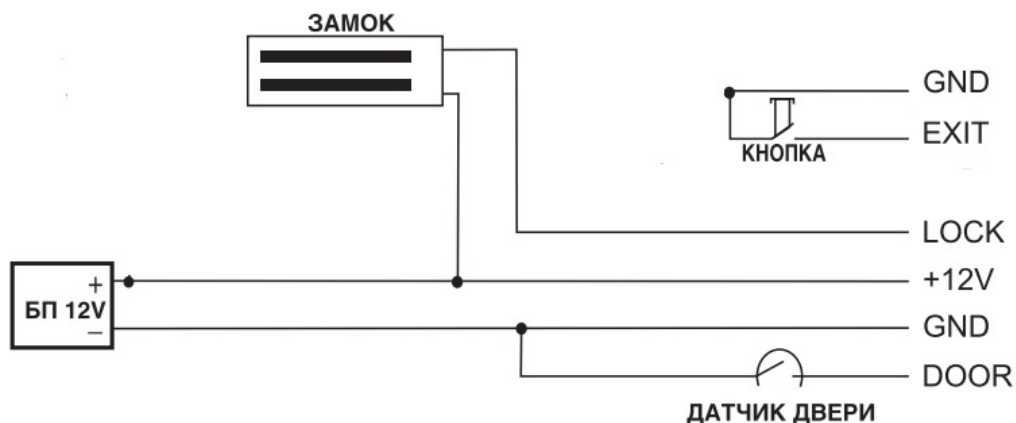 ЗАМОК
GND
EXIT
КНОПКА
LOCK
+12V
+
БП 12V
–
GND
DOOR
ДАТЧИК ДВЕРИ